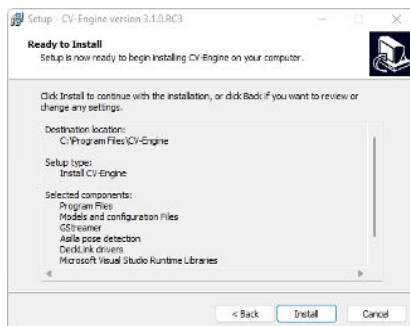 Setup - CV-Engine version 3.1.0.RC3
Ready to Install
Setup is now ready to begin installing CV-Engine on your computer.
Click Install to continue with the installation, or click Back if you want to review or
change any settings.
Destination location:
C:\Program Files\CV-Engine
Setup type:
Install CV-Engine
Selected components:
Program Files
Models and configuration Files
GStreamer
Asilla pose detection
DeckLink drivers
Microsoft Visual Studio Runtime Libraries
< Back
Install
Cancel